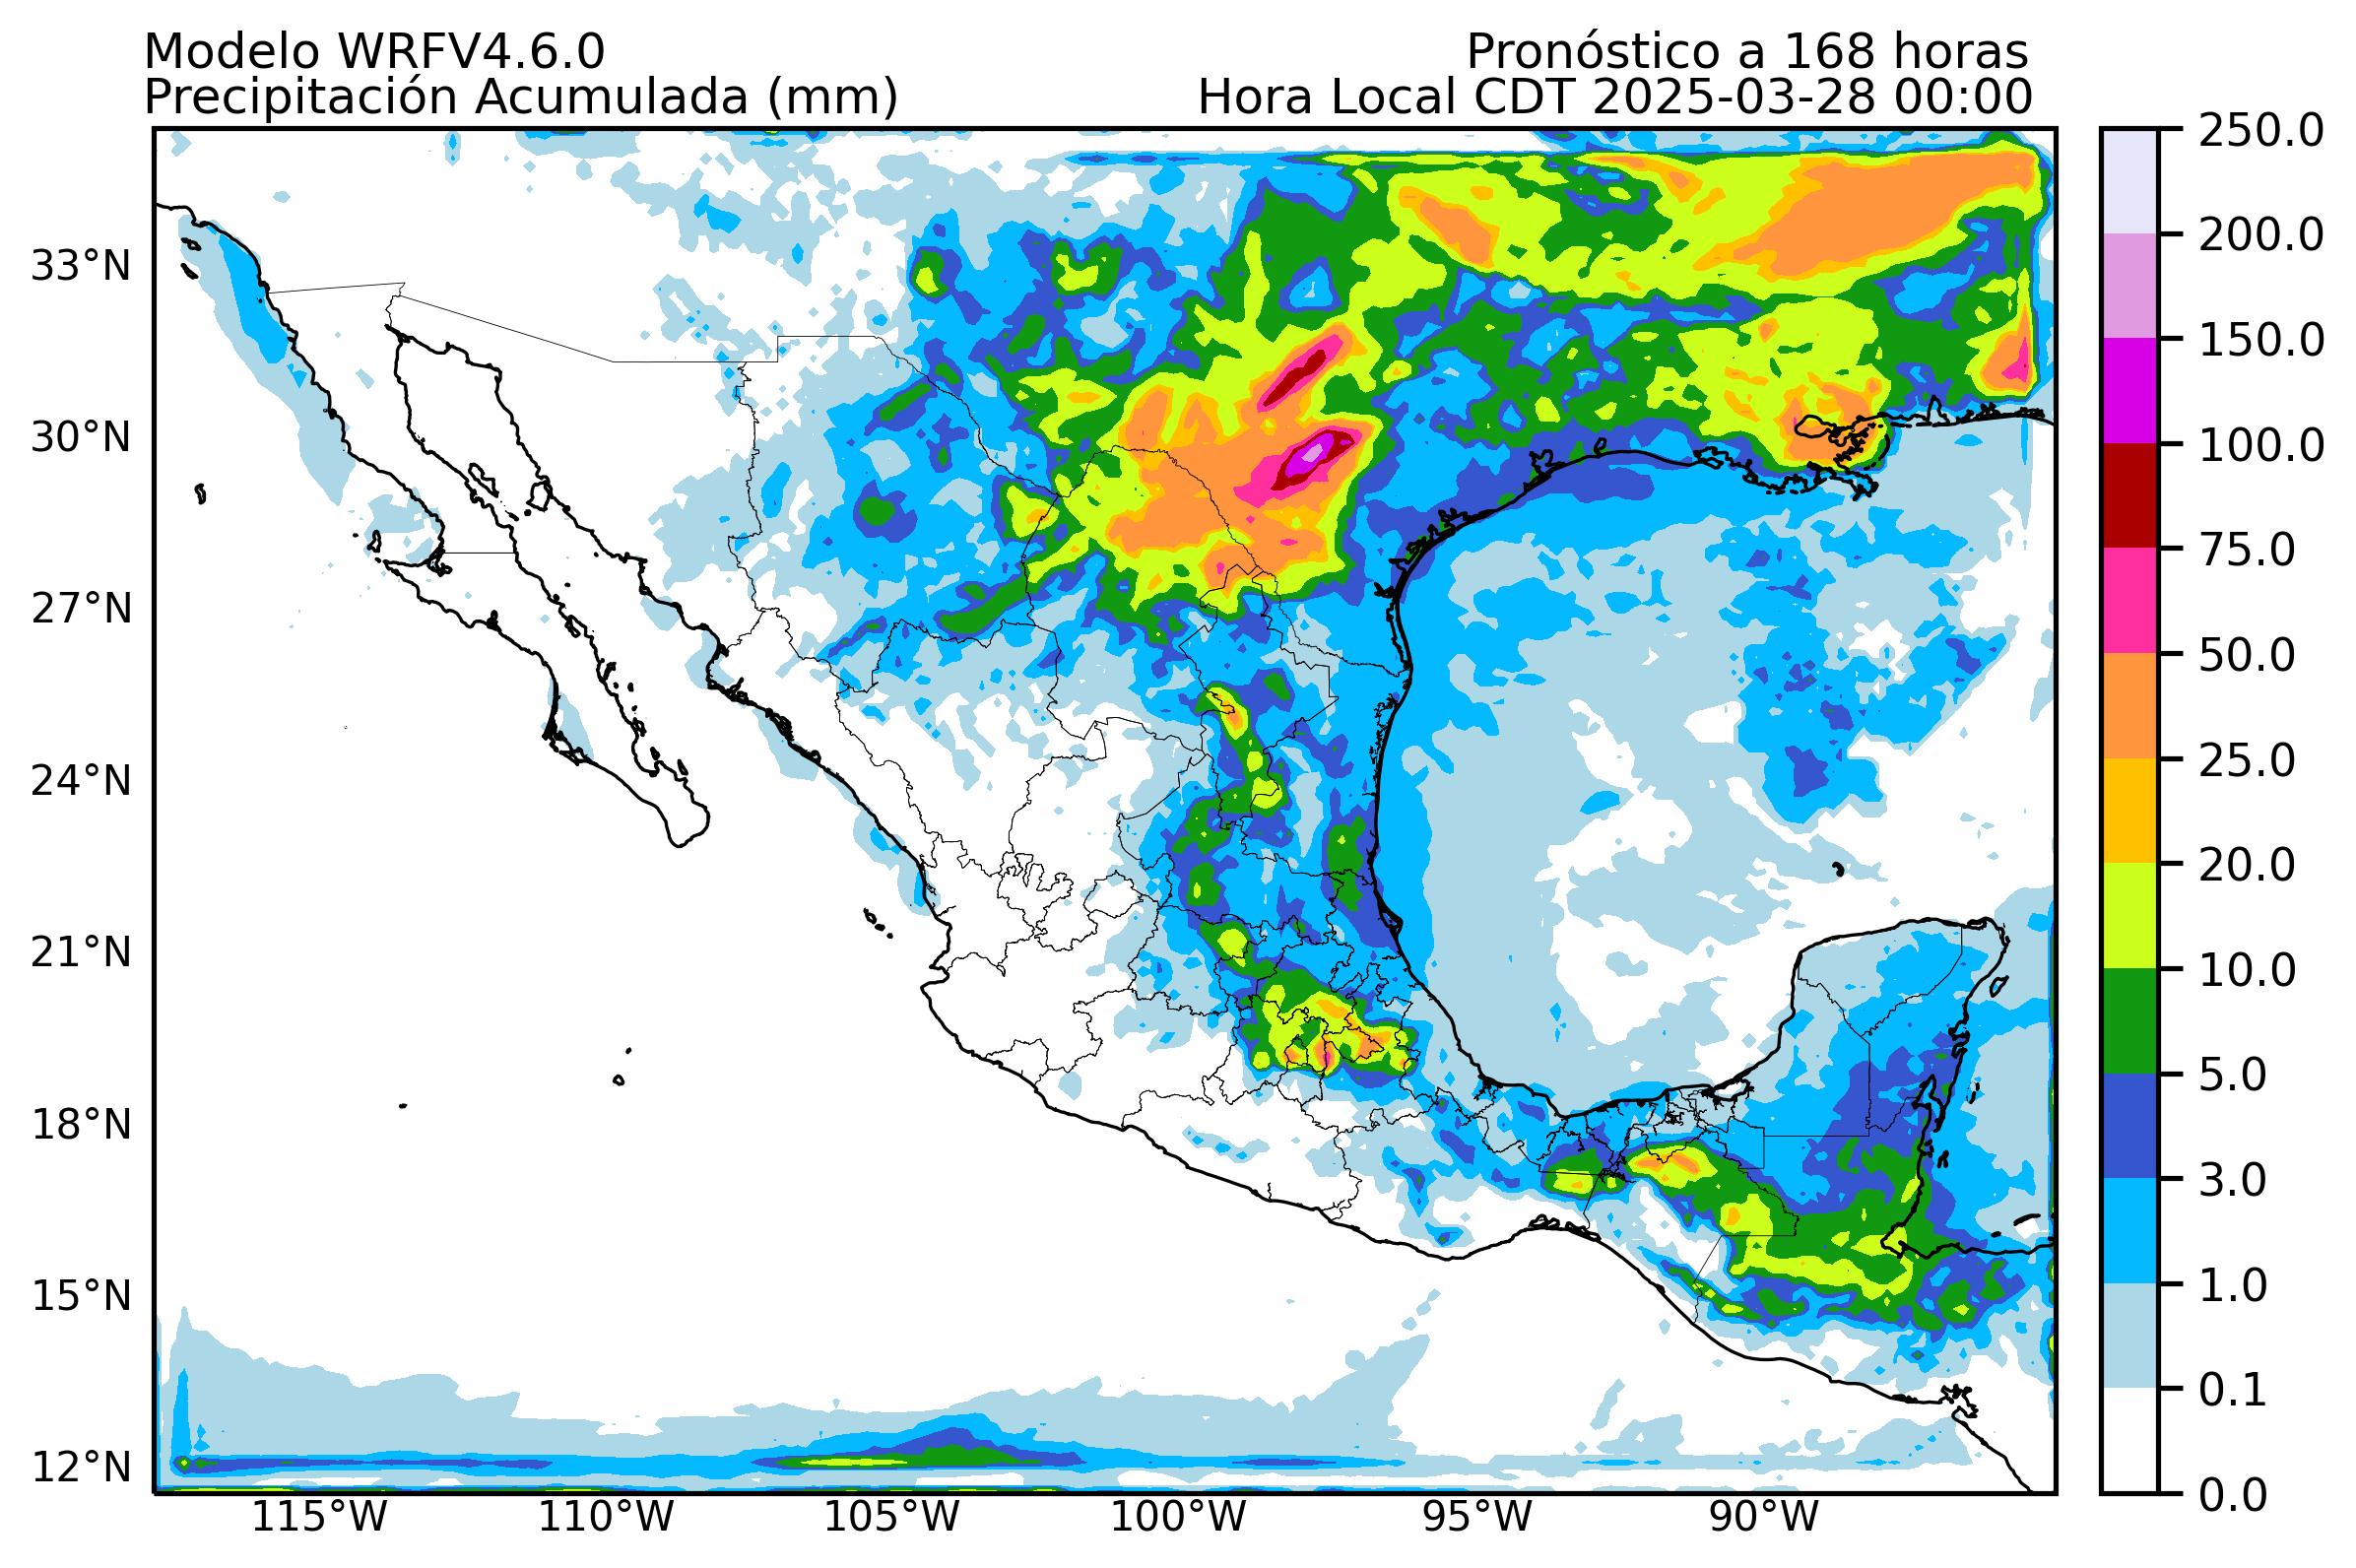 Modelo WRFV4.6.0
Pronóstico a 168 horas
Precipitación Acumulada (mm)
Hora Local CDT 2025-03-28 00:00
33°N
30°N
27°N
24°N
21°N
18°N
15°N
12°N
115°W
110°W
105°W
100°W
95°W
90°W
250.0
200.0
150.0
100.0
75.0
50.0
25.0
20.0
10.0
5.0
3.0
1.0
0.1
0.0